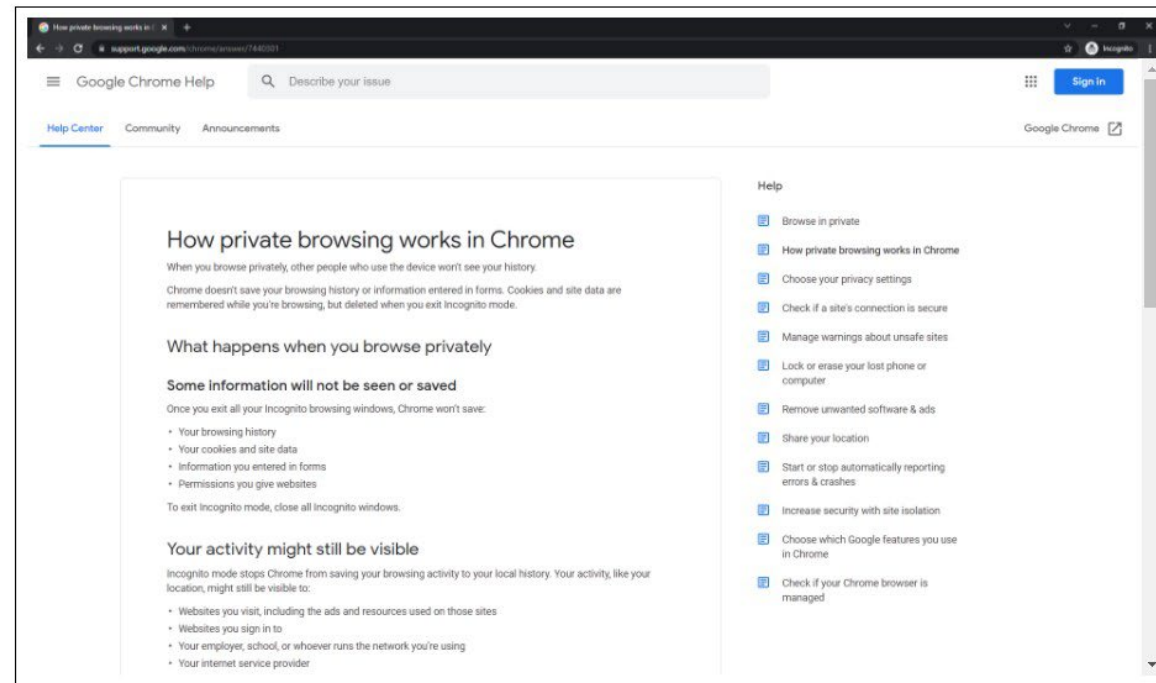 How private browsing works in C
support.google.com/chrome/answer/7440301
Incognito
Google Chrome Help
Describe your issue
Sign in
Help Center
Community
Announcements
Google Chrome
How private browsing works in Chrome
When you browse privately, other people who use the device won't see your history.
Chrome doesn't save your browsing history or information entered in forms. Cookies and site data are
remembered while you're browsing, but deleted when you exit Incognito mode.
What happens when you browse privately
Some information will not be seen or saved
Once you exit all your Incognito browsing windows, Chrome won't save:
• Your browsing history
• Your cookies and site data
• Information you entered in forms
• Permissions you give websites
To exit Incognito mode, close all Incognito windows.
Your activity might still be visible
Incognito mode stops Chrome from saving your browsing activity to your local history. Your activity, like your
location, might still be visible to:
• Websites you visit, including the ads and resources used on those sites
• Websites you sign in to
• Your employer, school, or whoever runs the network you're using
• Your internet service provider
Help
Browse in private
How private browsing works in Chrome
Choose your privacy settings
Check if a site's connection is secure
Manage warnings about unsafe sites
Lock or erase your lost phone or
computer
Remove unwanted software & ads
Share your location
Start or stop automatically reporting
errors & crashes
Increase security with site isolation
Choose which Google features you use
in Chrome
Check if your Chrome browser is
managed